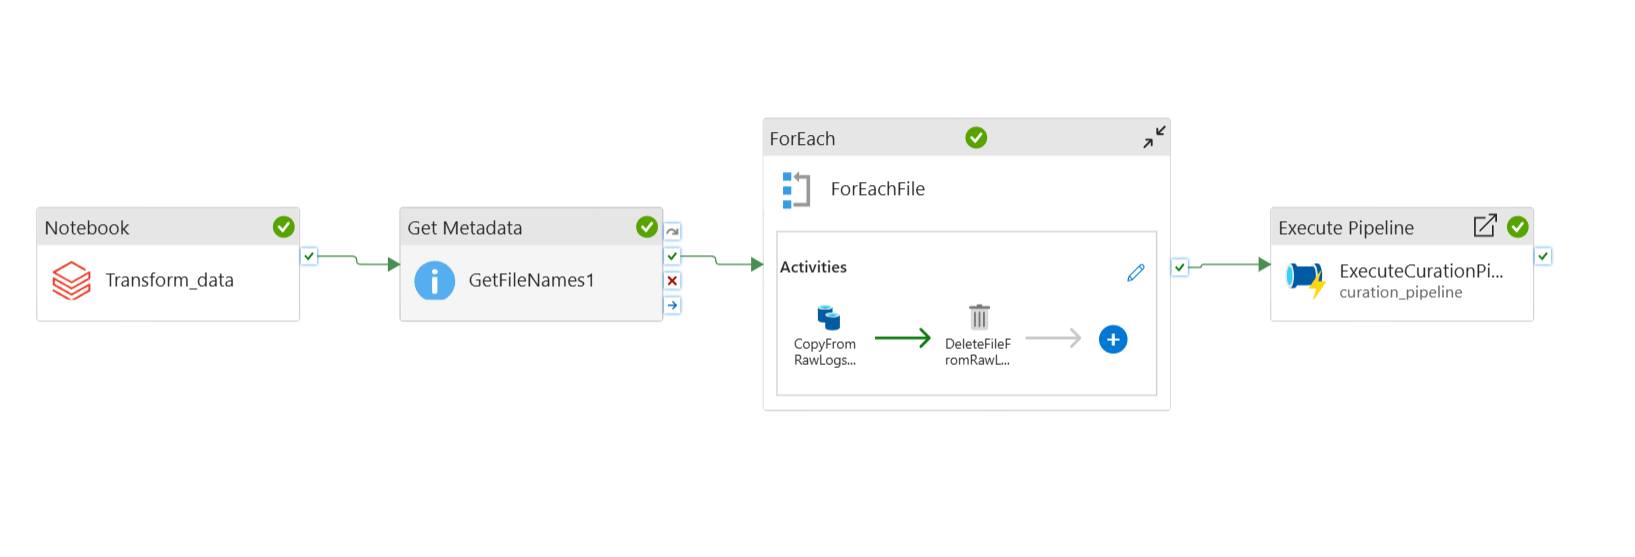 Notebook
Transform_data
Get Metadata
GetFileNames1
ForEach
ForEachFile
Activities
CopyFrom
RawLogs...
DeleteFileF
romRawL...
Execute Pipeline
ExecuteCurationPi...
curation_pipeline